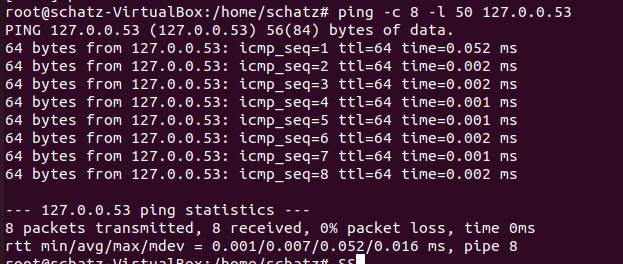 root@schatz-VirtualBox:/home/schatz# ping -c 8 -l 50 127.0.0.53
PING 127.0.0.53 (127.0.0.53) 56(84) bytes of data.
64 bytes from 127.0.0.53: icmp_seq=1 ttl=64 time=0.052 ms
64 bytes from 127.0.0.53: icmp_seq=2 ttl=64 time=0.002 ms
64 bytes from 127.0.0.53: icmp_seq=3 ttl=64 time=0.002 ms
64 bytes from 127.0.0.53: icmp_seq=4 ttl=64 time=0.001 ms
64 bytes from 127.0.0.53: icmp_seq=5 ttl=64 time=0.001 ms
64 bytes from 127.0.0.53: icmp_seq=6 ttl=64 time=0.002 ms
64 bytes from 127.0.0.53: icmp_seq=7 ttl=64 time=0.001 ms
64 bytes from 127.0.0.53: icmp_seq=8 ttl=64 time=0.002 ms
--- 127.0.0.53 ping statistics ---
8 packets transmitted, 8 received, 0% packet loss, time 0ms
rtt min/avg/max/mdev = 0.001/0.007/0.052/0.016 ms, pipe 8
root@schatz-VirtualBox:/home/schatz# SS